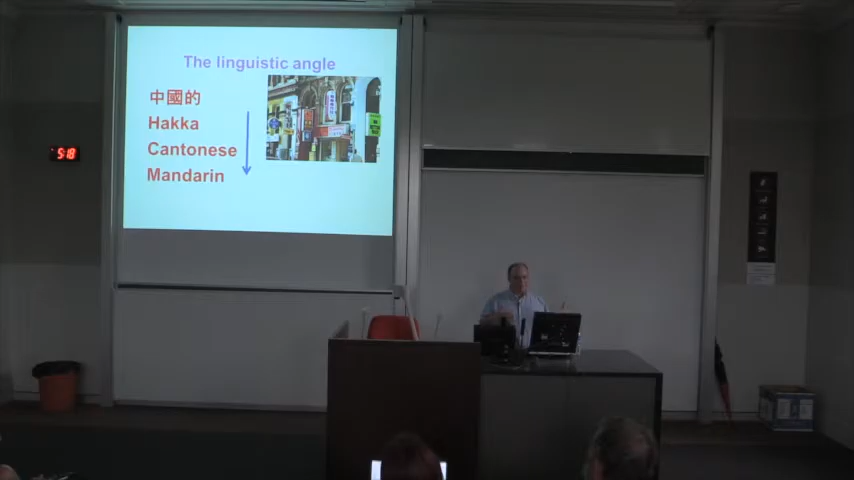 The linguistic angle
中國的
Hakka
Cantonese
Mandarin
5:18